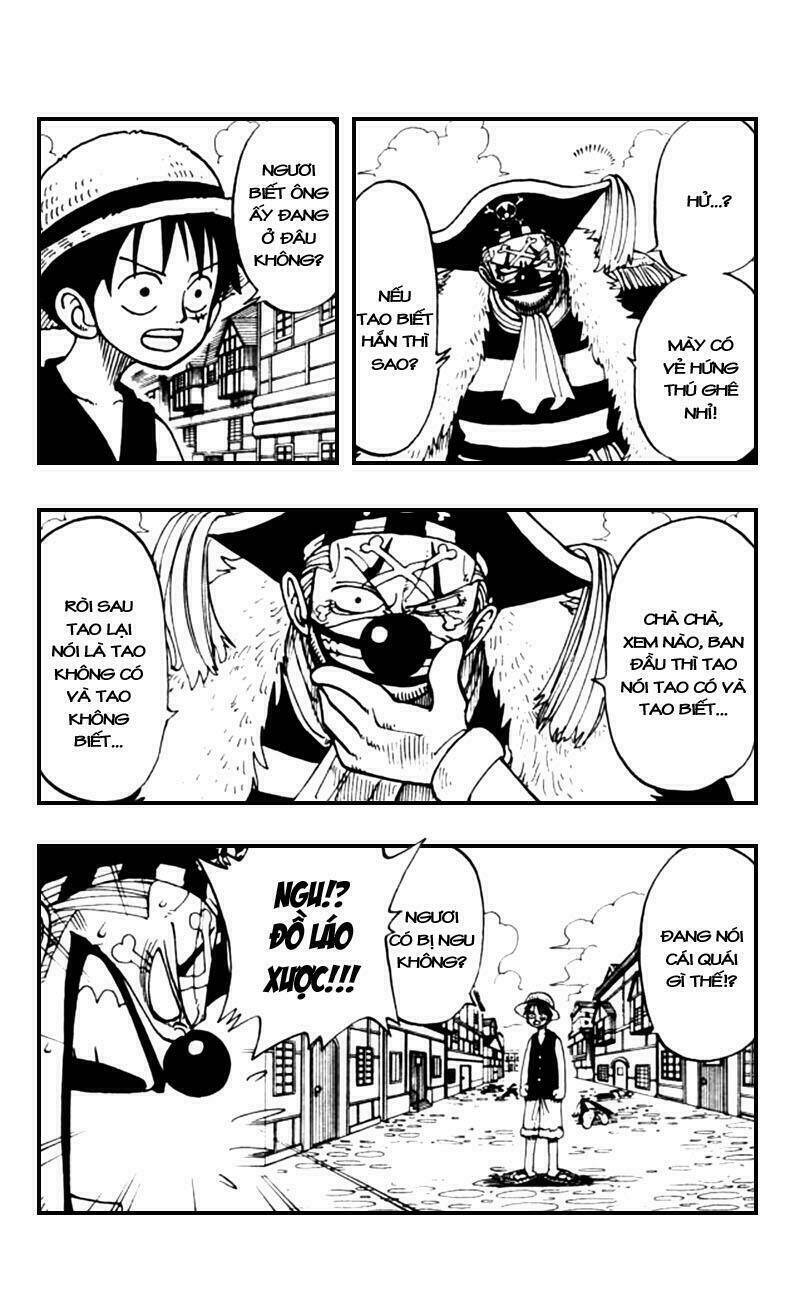 HỬ...?
MÀY CÓ
VẺ HỨNG
THÚ GHÊ
NHỈ!
NẾU
TAO BIẾT
HẮN THÌ
SAO?
NGƯƠI
BIẾT ÔNG
ẤY ĐANG
Ở ĐÂU
KHÔNG?
CHÀ CHÀ,
XEM NÀO, BAN
ĐẦU THÌ TAO
NÓI TAO CÓ VÀ
TAO BIẾT...
RỒI SAU
TAO LẠI
NÓI LÀ TAO
KHÔNG CÓ
VÀ TAO
KHÔNG
BIẾT...
ĐANG NÓI
CÁI QUÁI
GÌ THẾ!?
NGƯƠI
CÓ BỊ NGU
KHÔNG?
NGU!?
ĐỒ LÁO
XƯỢC!!!